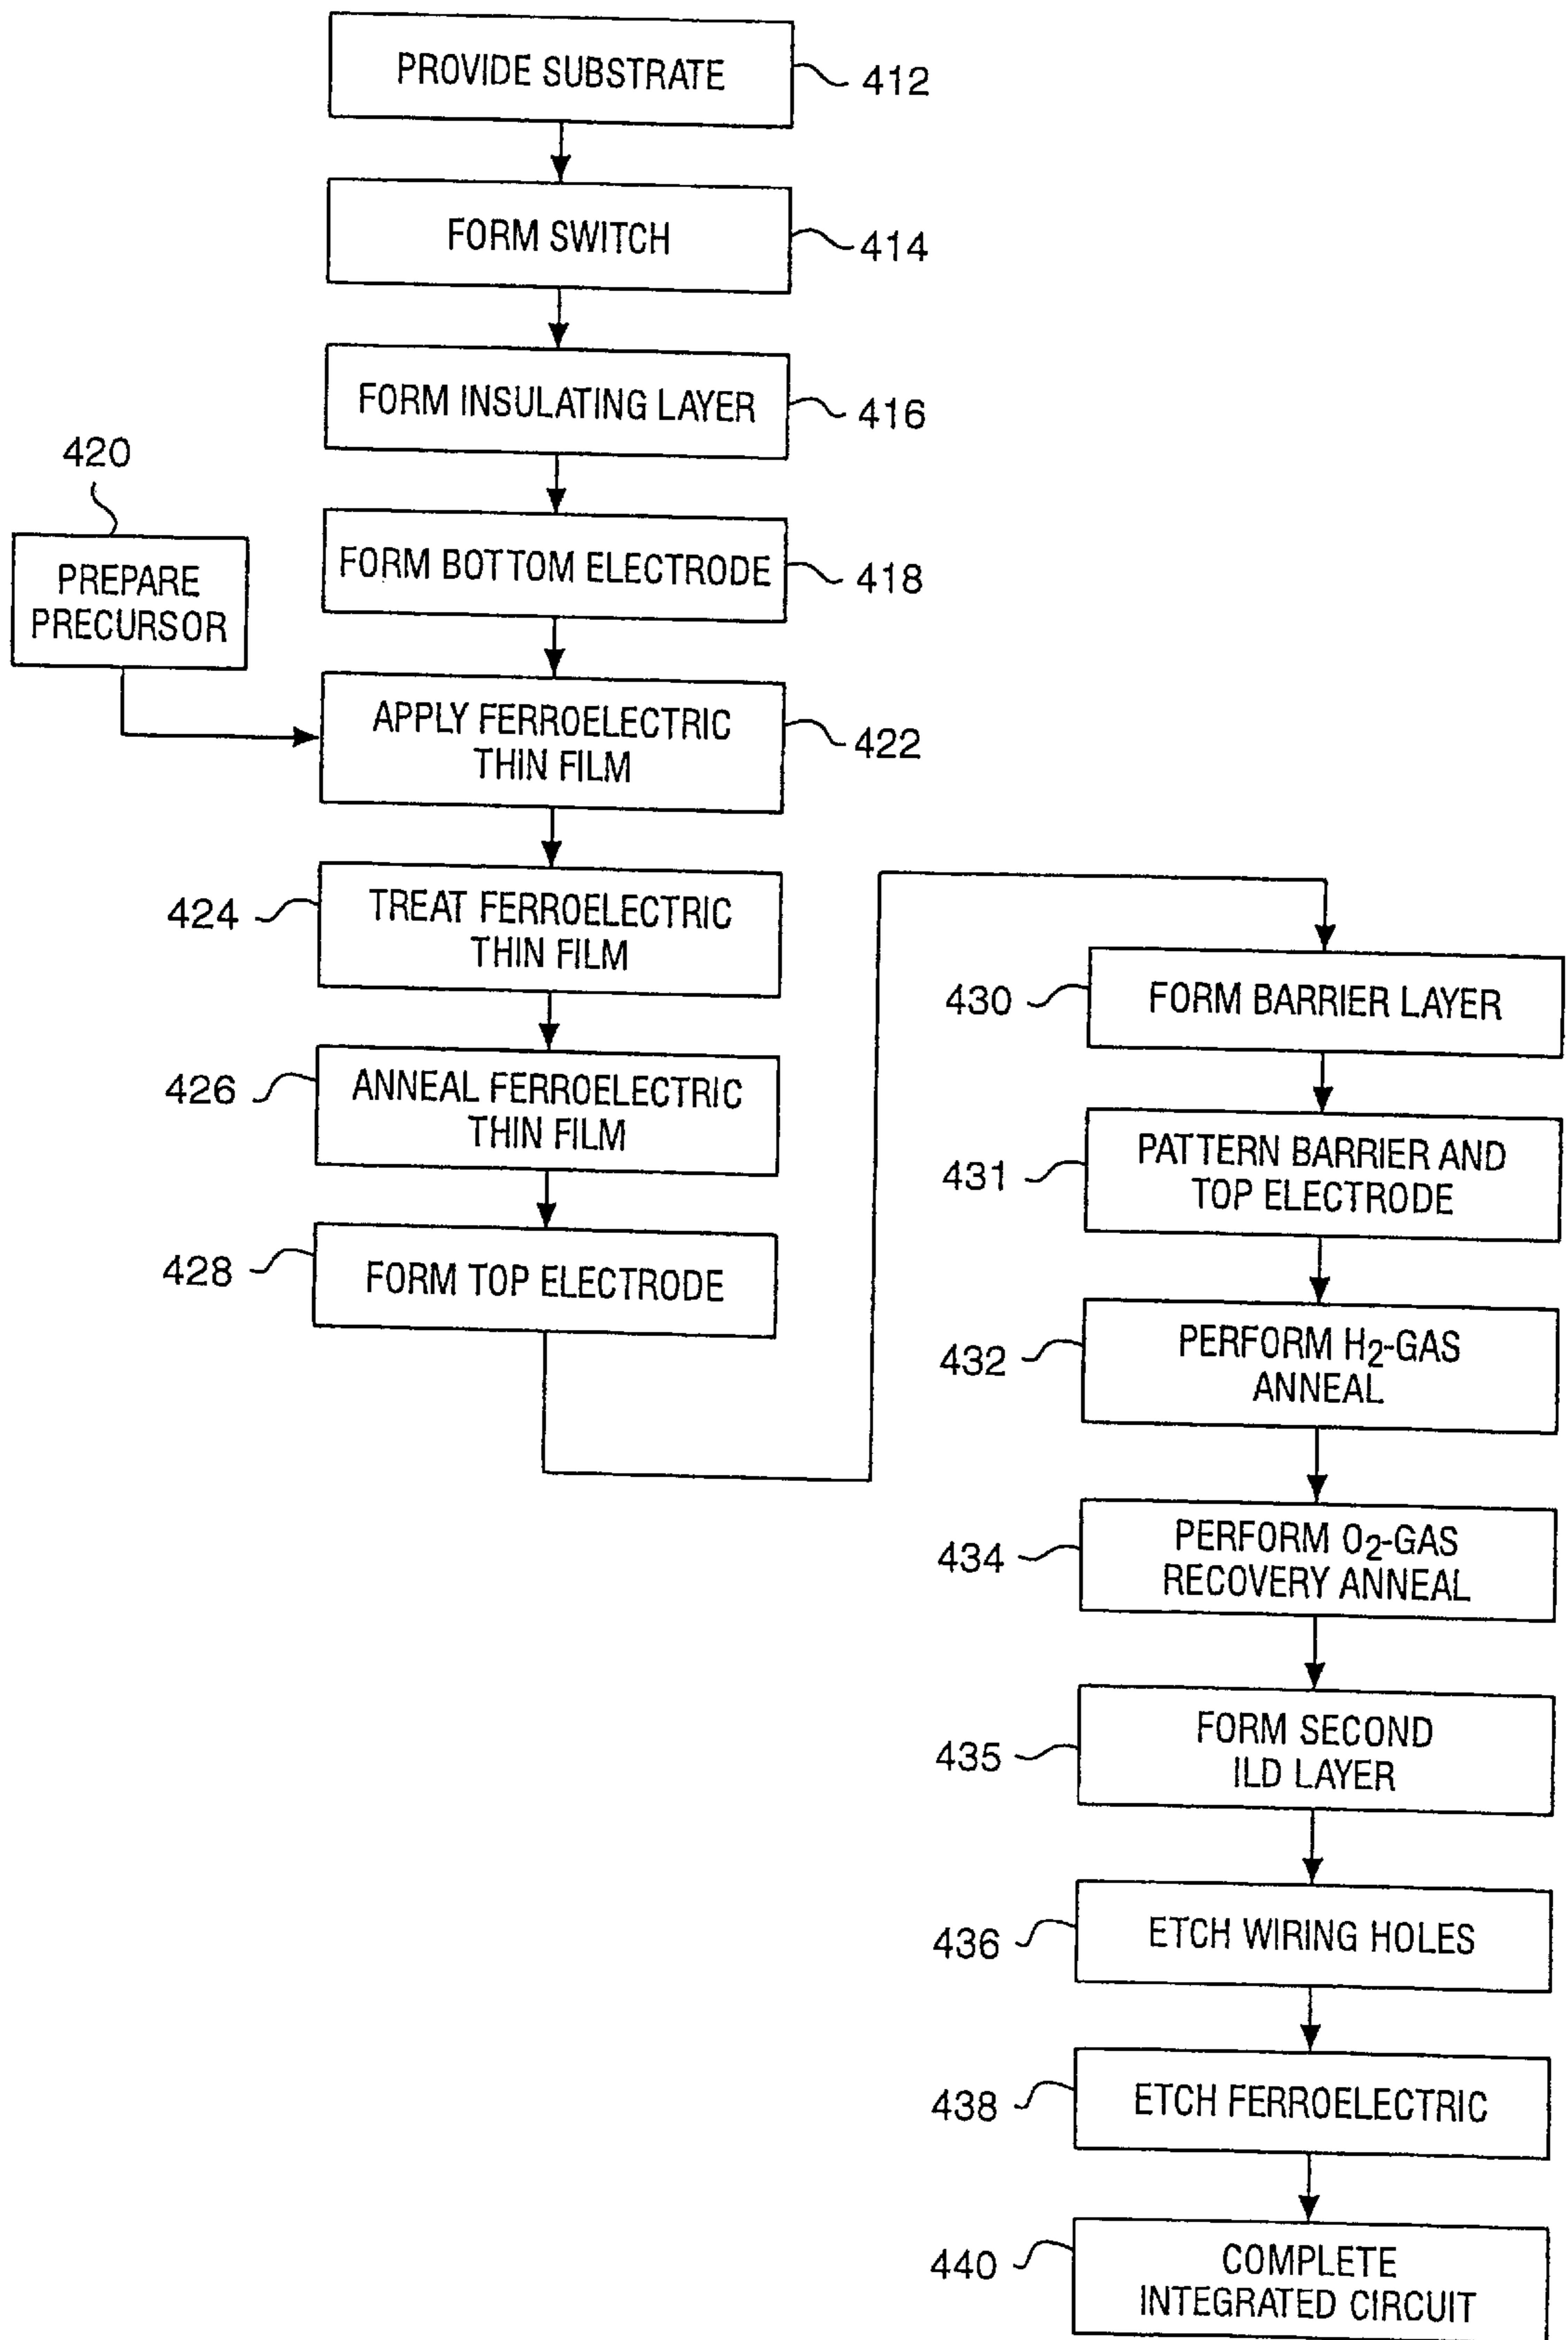 PROVIDE SUBSTRATE
412
FORM SWITCH
414
FORM INSULATING LAYER
416
FORM BOTTOM ELECTRODE
418
420
PREPARE
PRECURSOR
APPLY FERROELECTRIC
THIN FILM
422
424
TREAT FERROELECTRIC
THIN FILM
426
ANNEAL FERROELECTRIC
THIN FILM
428
FORM TOP ELECTRODE
430
FORM BARRIER LAYER
431
PATTERN BARRIER AND
TOP ELECTRODE
432
PERFORM H2-GAS
ANNEAL
434
PERFORM O2-GAS
RECOVERY ANNEAL
435
FORM SECOND
ILD LAYER
436
ETCH WIRING HOLES
438
ETCH FERROELECTRIC
440
COMPLETE
INTEGRATED CIRCUIT